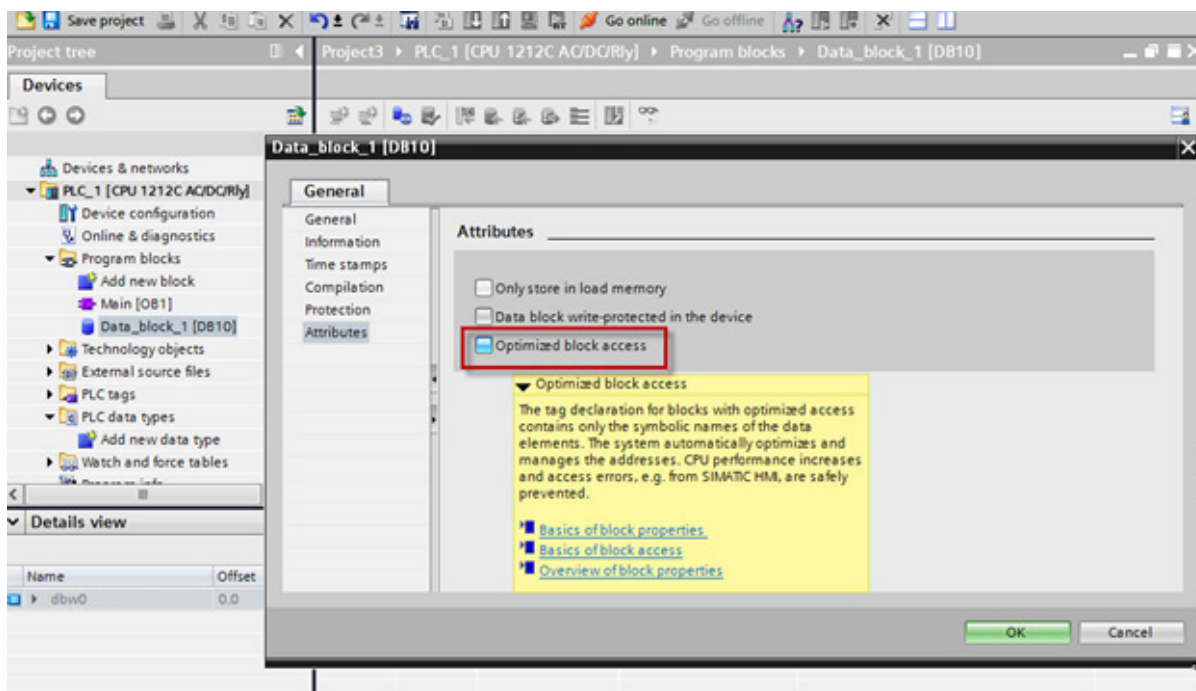 Save project
Go online
Go offline
Project tree
Project3 ▸ PLC_1 [CPU 1212C AC/DC/Rly] ▸ Program blocks ▸ Data_block_1 [DB10]
Devices
Data_block_1 [DB10]
Devices & networks
PLC_1 [CPU 1212C AC/DC/Rly]
Device configuration
Online & diagnostics
Program blocks
Add new block
Main [OB1]
Data_block_1 [DB10]
Technology objects
External source files
PLC tags
PLC data types
Add new data type
Watch and force tables
Program info
Details view
Name Offset
dbw0 0.0
General
General
Information
Time stamps
Compilation
Protection
Attributes
Attributes
Only store in load memory
Data block write-protected in the device
Optimized block access
Optimized block access
The tag declaration for blocks with optimized access
contains only the symbolic names of the data
elements. The system automatically optimizes and
manages the addresses. CPU performance increases
and access errors, e.g. from SIMATIC HMI, are safely
prevented.
Basics of block properties
Basics of block access
Overview of block properties
OK
Cancel